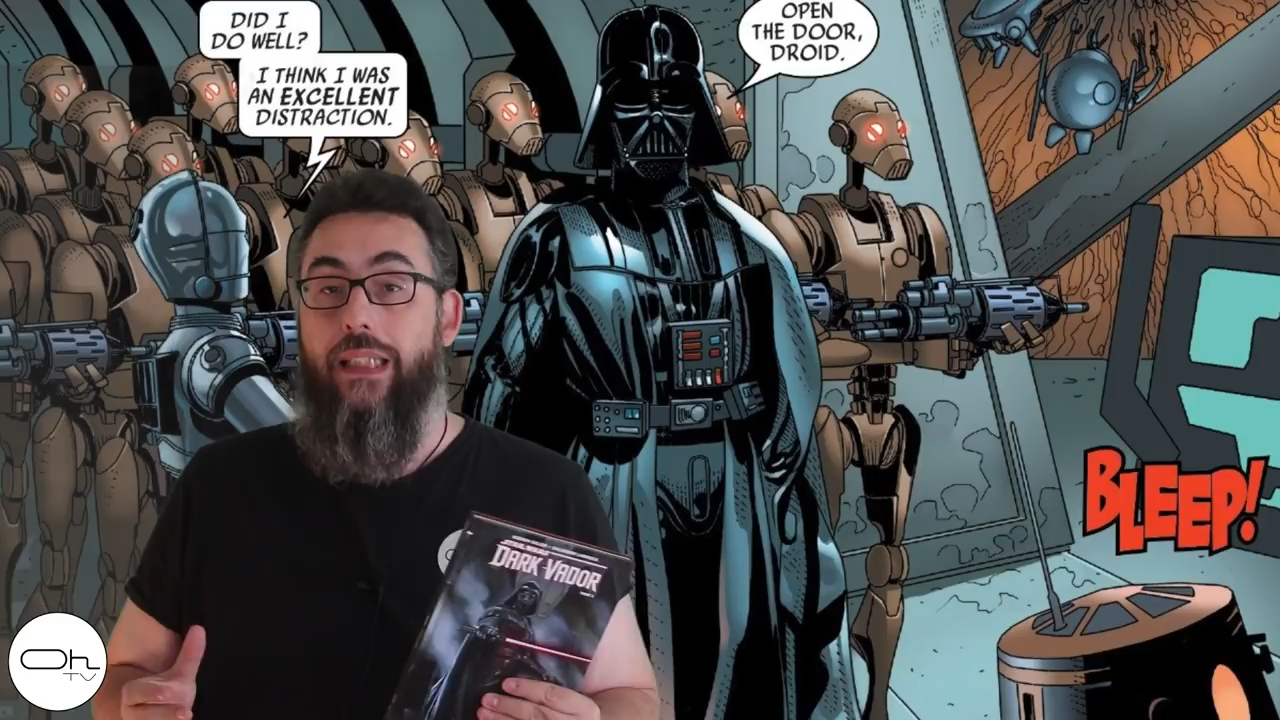 DID I
DO WELL?
I THINK I WAS
AN EXCELLENT
DISTRACTION.
OPEN
THE DOOR,
DROID.
BLEEP!
DARK VADOR
Oh
TV